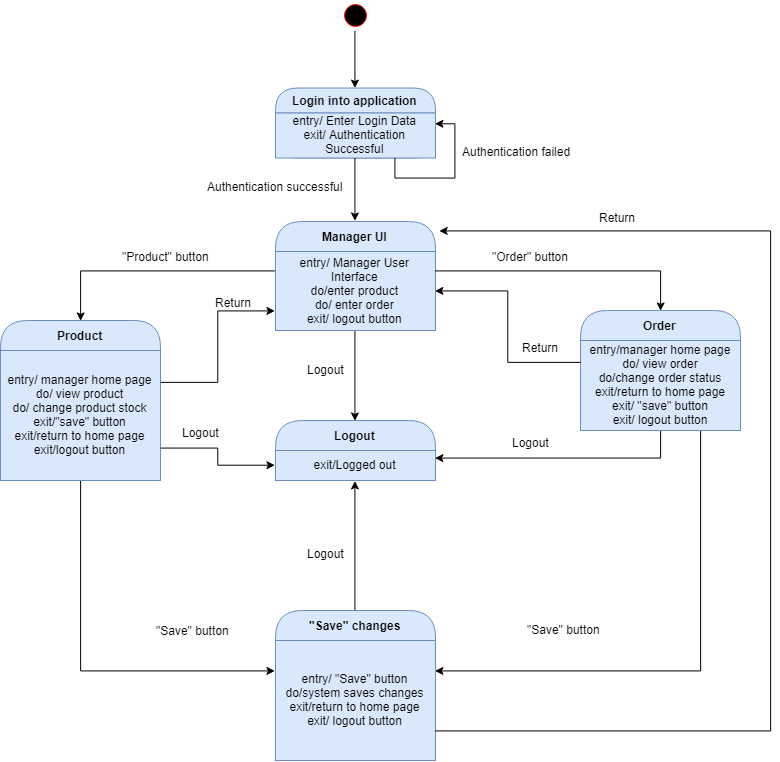 Login into application
entry/ Enter Login Data
exit/ Authentication
Successful
Authentication failed
Authentication successful
Return
Manager UI
"Product" button
"Order" button
entry/ Manager User
Interface
do/enter product
do/ enter order
exit/ logout button
Return
Product
entry/ manager home page
do/ view product
do/ change product stock
exit/"save" button
exit/return to home page
exit/logout button
Order
entry/manager home page
do/ view order
do/change order status
exit/return to home page
exit/ "save" button
exit/ logout button
Return
Logout
Logout
Logout
Logout
exit/Logged out
Logout
"Save" button
"Save" button
"Save" changes
entry/ "Save" button
do/system saves changes
exit/return to home page
exit/ logout button